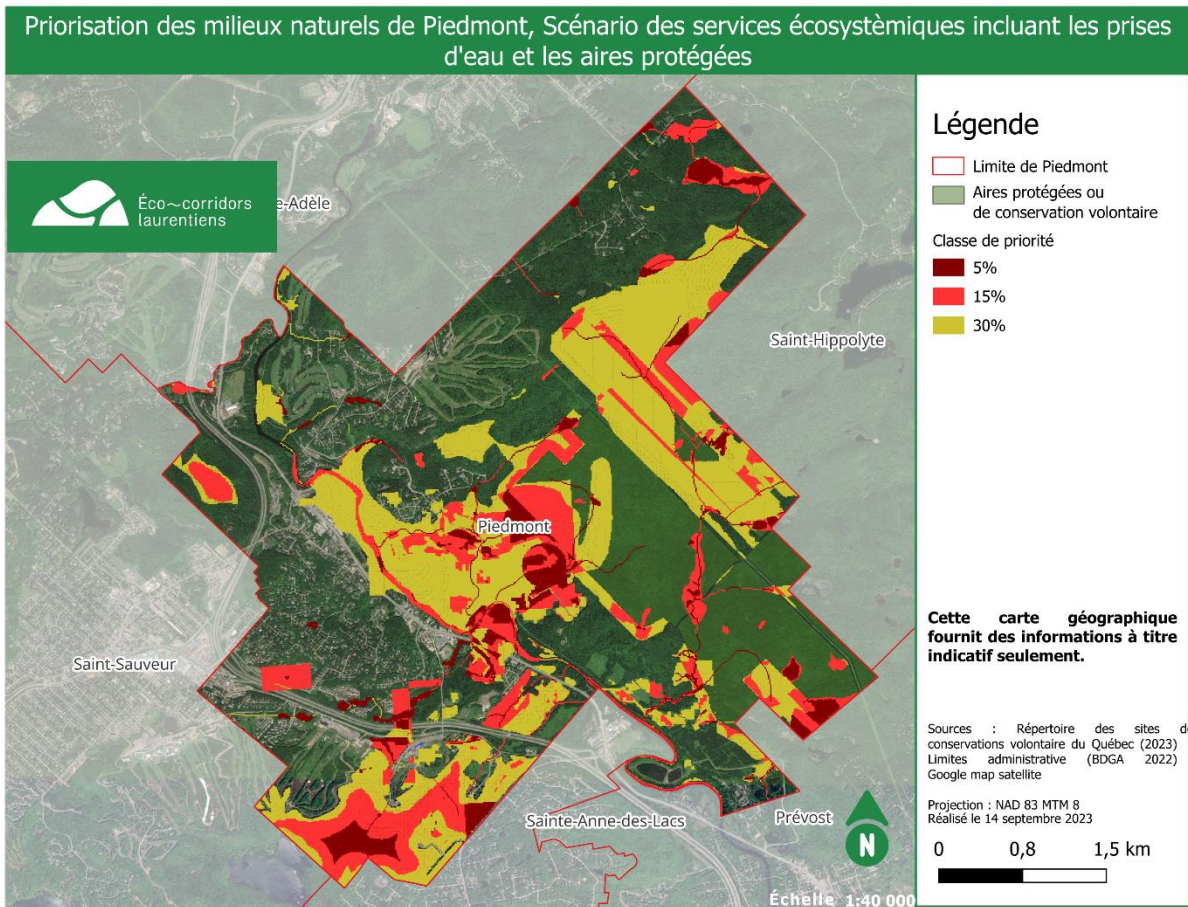 Priorisation des milieux naturels de Piedmont, Scénario des services écosystèmiques incluant les prises
d'eau et les aires protégées
Éco~corridors
laurentiens
e-Adèle
Saint-Hippolyte
Piedmont
Saint-Sauveur
Sainte-Anne-des-Lacs
Prévost
N
Échelle 1:40 000
Légende
Limite de Piedmont
Aires protégées ou
de conservation volontaire
Classe de priorité
5%
15%
30%
Cette carte géographique
fournit des informations à titre
indicatif seulement.
Sources : Répertoire des sites de
conservations volontaire du Québec (2023)
Limites administrative (BDGA 2022)
Google map satellite
Projection : NAD 83 MTM 8
Réalisé le 14 septembre 2023
0 0,8 1,5 km